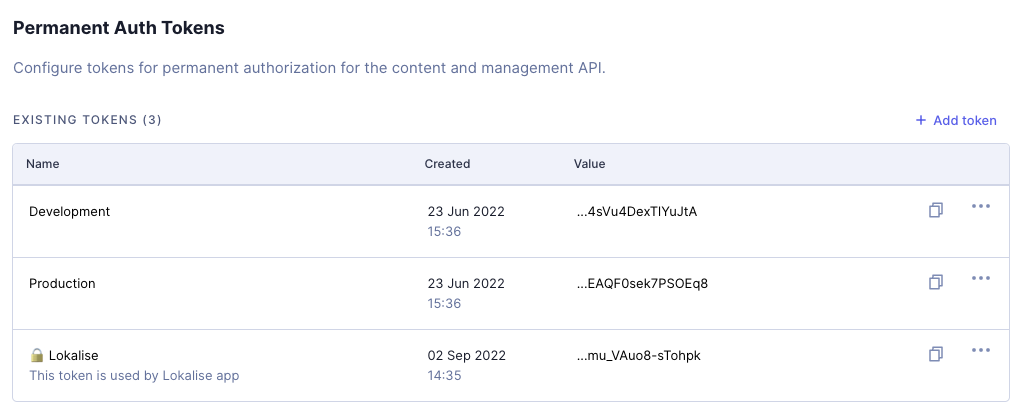 Permanent Auth Tokens
Configure tokens for permanent authorization for the content and management API.
EXISTING TOKENS (3)
+ Add token
Name Created Value
Development 23 Jun 2022 ...4sVu4DexTlYuJtA
15:36
Production 23 Jun 2022 ...EAQF0sek7PSOEq8
15:36
Lokalise 02 Sep 2022 ...mu_VAuo8-sTohpk
This token is used by Lokalise app 14:35